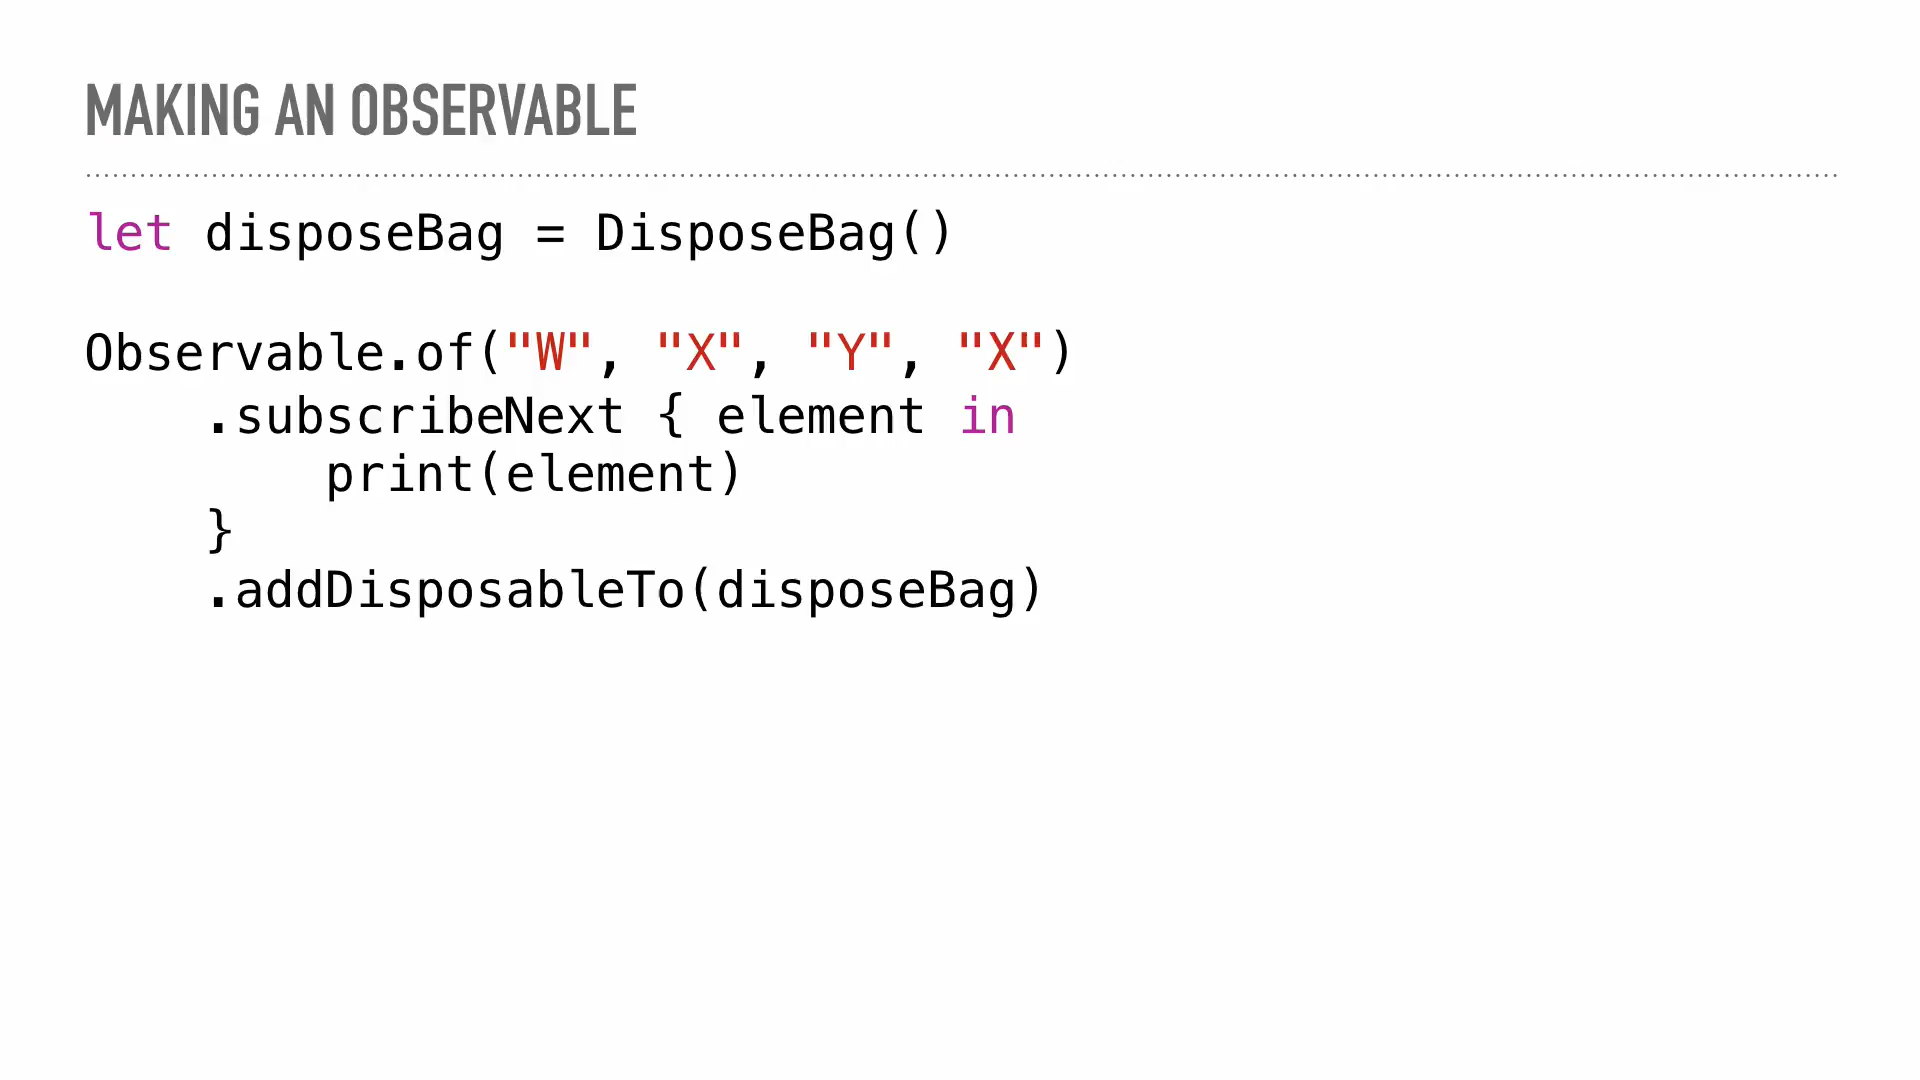 MAKING AN OBSERVABLE
let disposeBag = DisposeBag()
Observable.of("W", "X", "Y", "X")
    .subscribeNext { element in
        print(element)
    }
    .addDisposableTo(disposeBag)